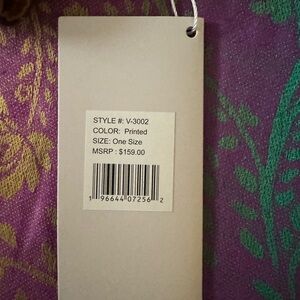 STYLE #: V-3002
COLOR: Printed
SIZE: One Size
MSRP : $159.00
1 96644 07256 2